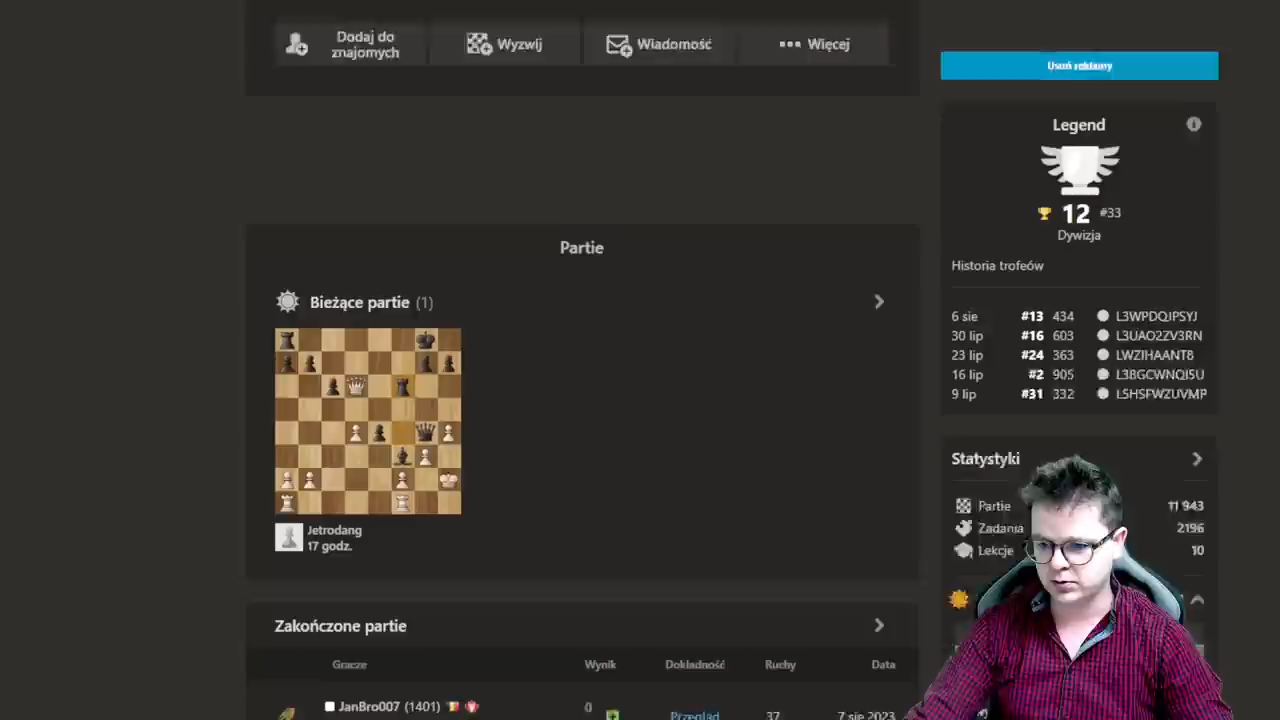 Dodaj do
znajomych
Wyzwij
Wiadomość
Więcej
Usuń reklamy
Legend
12 #33
Dywizja
Historia trofeów
6 sie #13 434 L3WPDQJPSYJ
30 lip #16 603 L3UAO2ZV3RN
23 lip #24 363 LWZIHAANT8
16 lip #2 905 L3BGCWNQI5U
9 lip #31 332 L5HSFWZUVMP
Partie
Bieżące partie (1)
Jetrodang
17 godz.
Statystyki
Partie 11 943
Zadania 2196
Lekcje 10
Zakończone partie
Gracze Wynik Dokładność Ruchy Data
JanBro007 (1401) 0 Przegląd 37 7 sie 2023